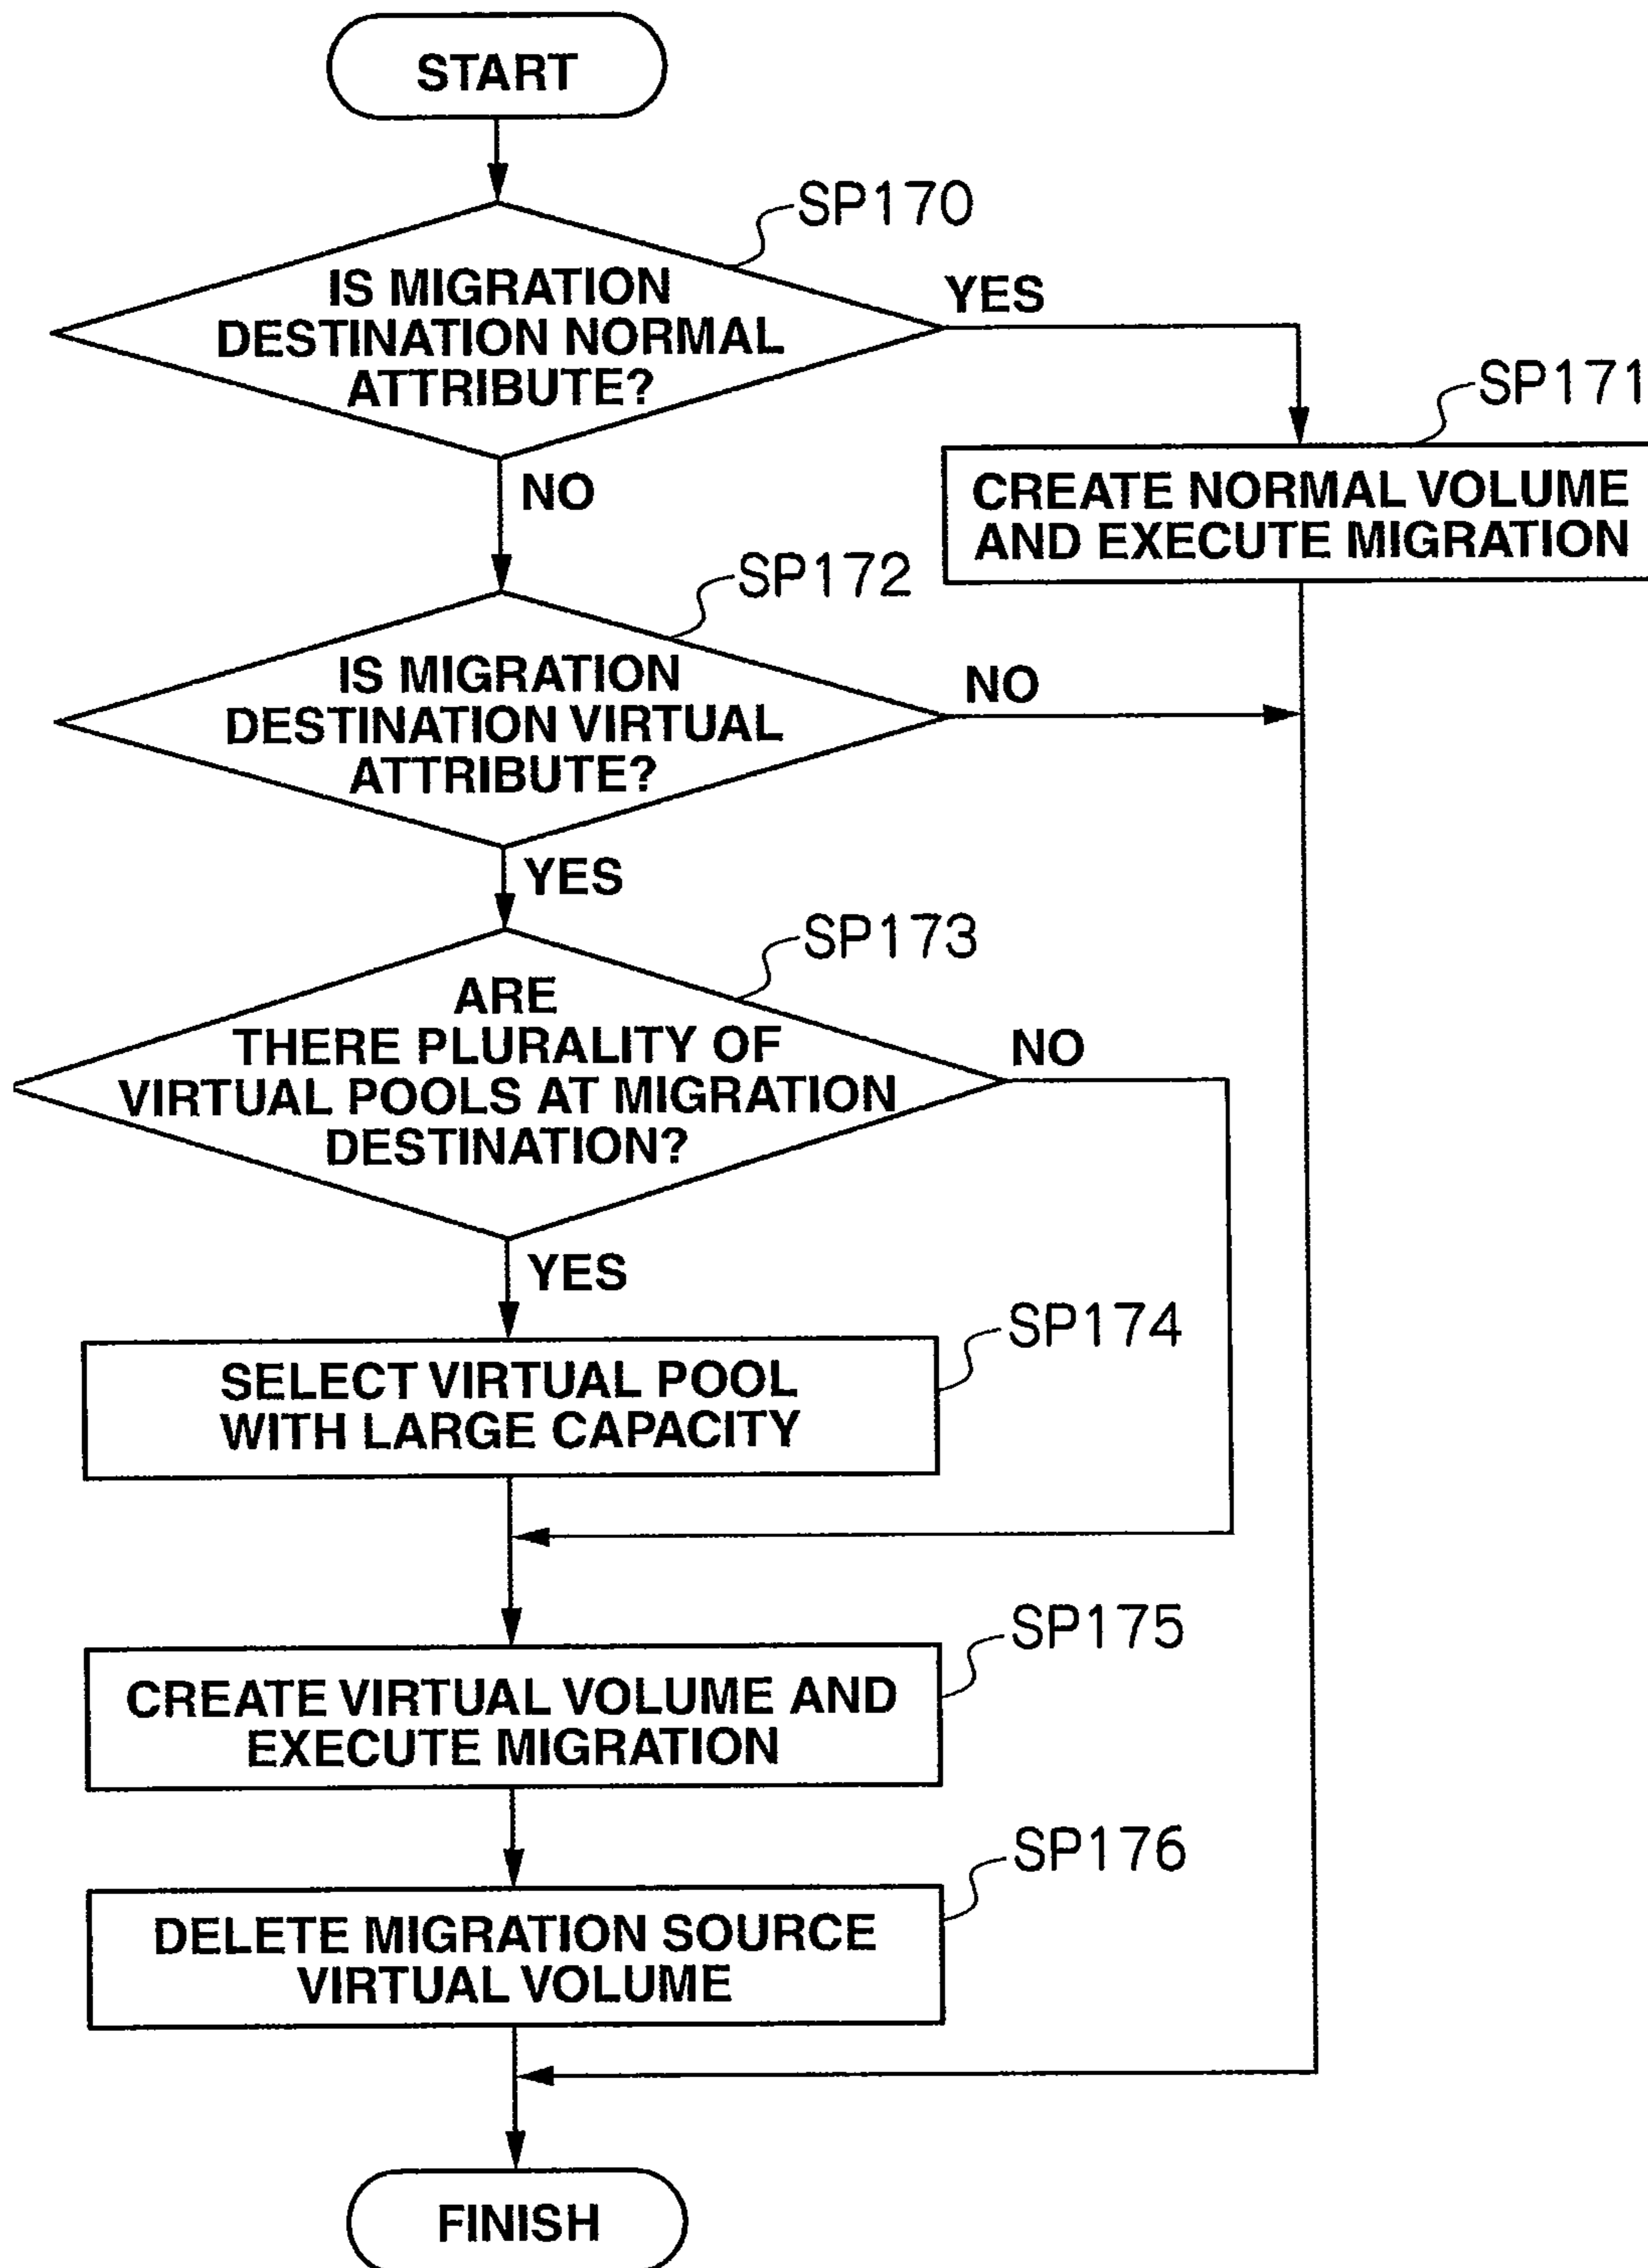 START
SP170
IS MIGRATION
DESTINATION NORMAL
ATTRIBUTE?
YES
NO
SP171
CREATE NORMAL VOLUME
AND EXECUTE MIGRATION
SP172
IS MIGRATION
DESTINATION VIRTUAL
ATTRIBUTE?
NO
YES
SP173
ARE
THERE PLURALITY OF
VIRTUAL POOLS AT MIGRATION
DESTINATION?
NO
YES
SP174
SELECT VIRTUAL POOL
WITH LARGE CAPACITY
SP175
CREATE VIRTUAL VOLUME AND
EXECUTE MIGRATION
SP176
DELETE MIGRATION SOURCE
VIRTUAL VOLUME
FINISH